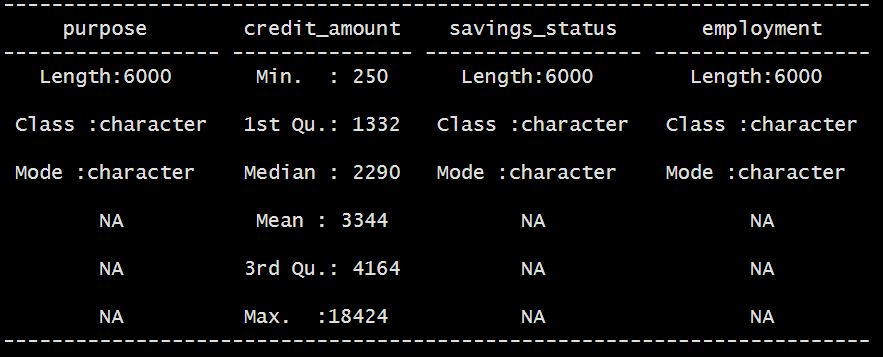 ---------------------------------------------------------------------
purpose credit_amount savings_status employment
----------------- --------------- ----------------- -----------------
Length:6000 Min. : 250 Length:6000 Length:6000
Class :character 1st Qu.: 1332 Class :character Class :character
Mode :character Median : 2290 Mode :character Mode :character
NA Mean : 3344 NA NA
NA 3rd Qu.: 4164 NA NA
NA Max. :18424 NA NA
---------------------------------------------------------------------